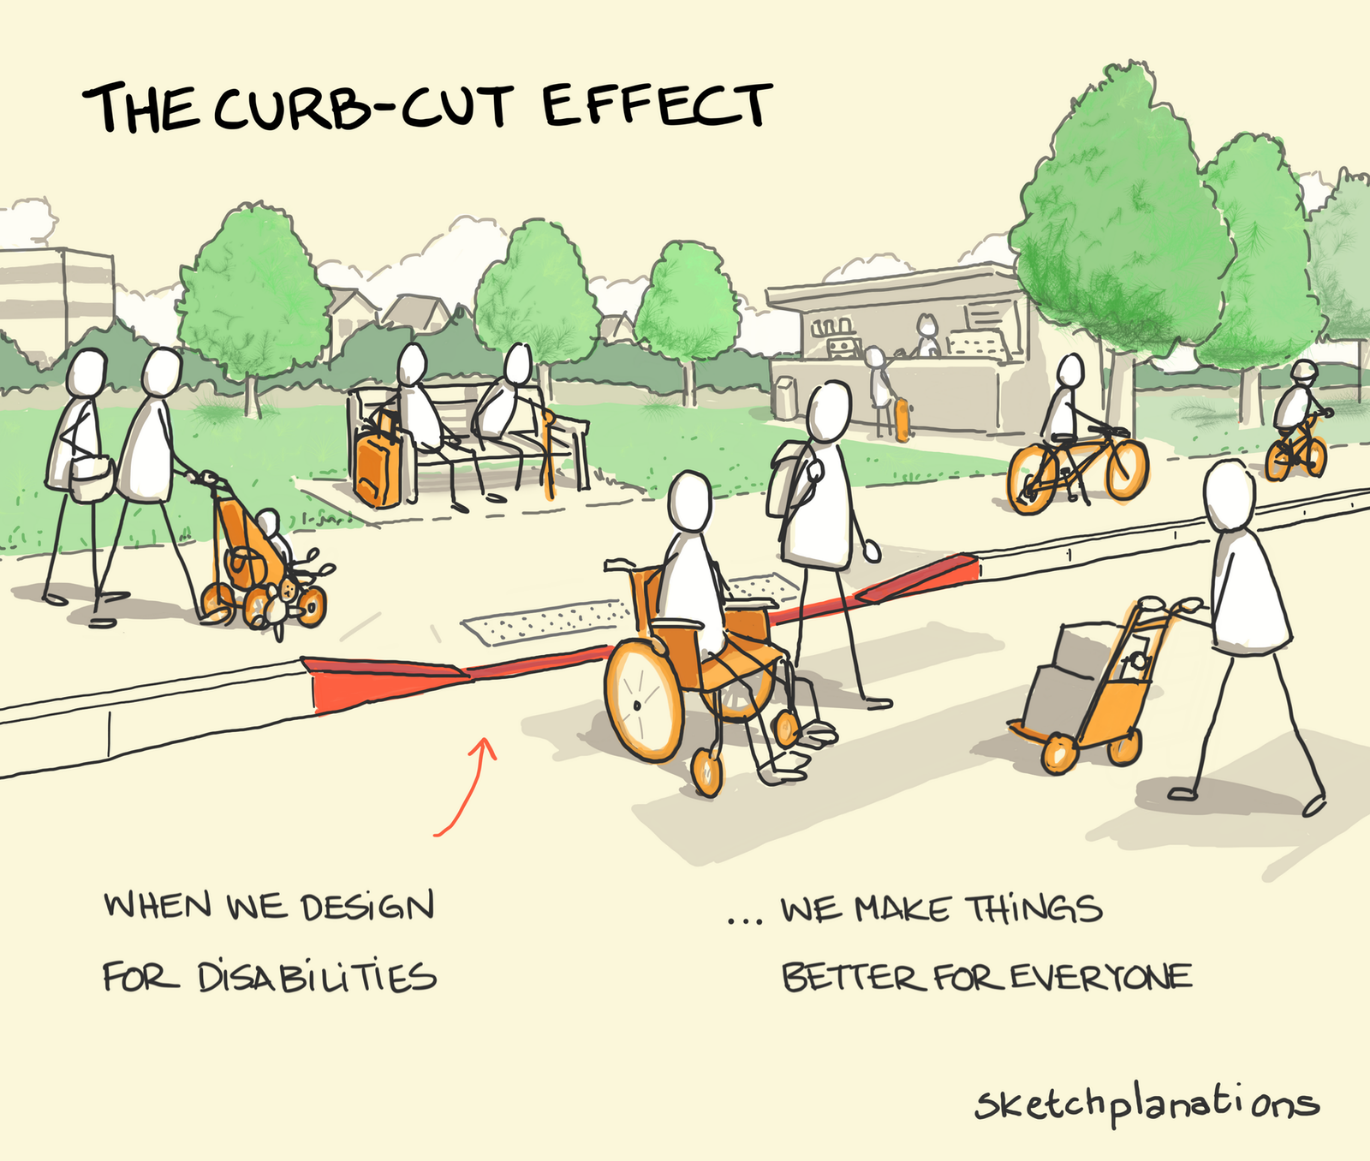 THE CURB-CUT EFFECT
WHEN WE DESIGN
FOR DISABILITIES
... WE MAKE THINGS
BETTER FOR EVERYONE
sketchplanations